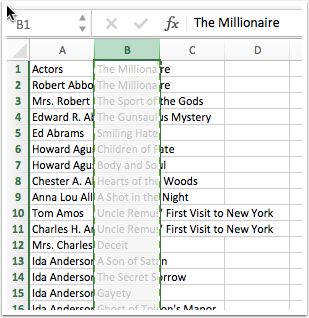 B1 fx The Millionaire
A B C D
1 Actors The Millionaire
2 Robert Abbo The Millionaire
3 Mrs. Robert The Sport of the Gods
4 Edward R. Al The Gunsaulus Mystery
5 Ed Abrams Smiling Hate
6 Howard Agu Children of Fate
7 Howard Agu Body and Soul
8 Chester A. Al Hearts of the Woods
9 Anna Lou All A Shot in the Night
10 Tom Amos Uncle Remus' First Visit to New York
11 Charles H. A Uncle Remus' First Visit to New York
12 Mrs. Charles Deceit
13 Ida Anderson A Son of Satan
14 Ida Anderson The Secret Sorrow
15 Ida Anderson Gayety
16 Ida Anderson Ghost of Tolson's Manor